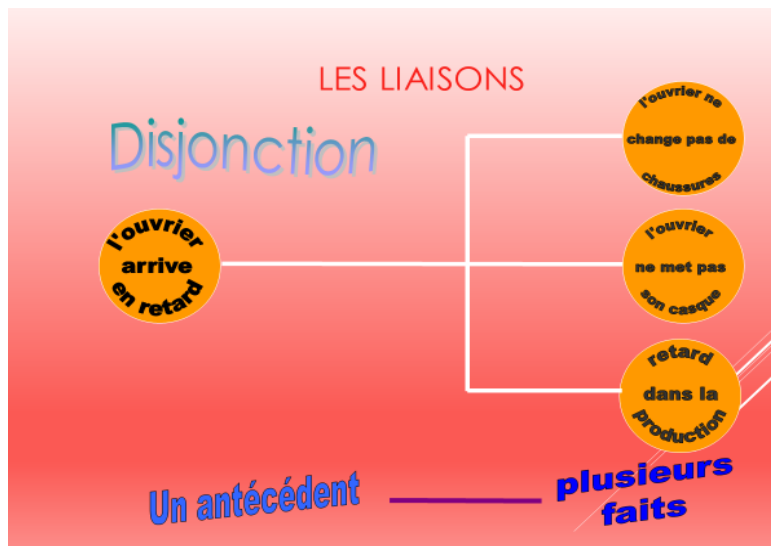 LES LIAISONS
Disjonction
l'ouvrier
arrive
en retard
l'ouvrier ne
change pas de
chaussures
l'ouvrier
ne met pas
son casque
retard
dans la
production
Un antécédent
plusieurs
faits